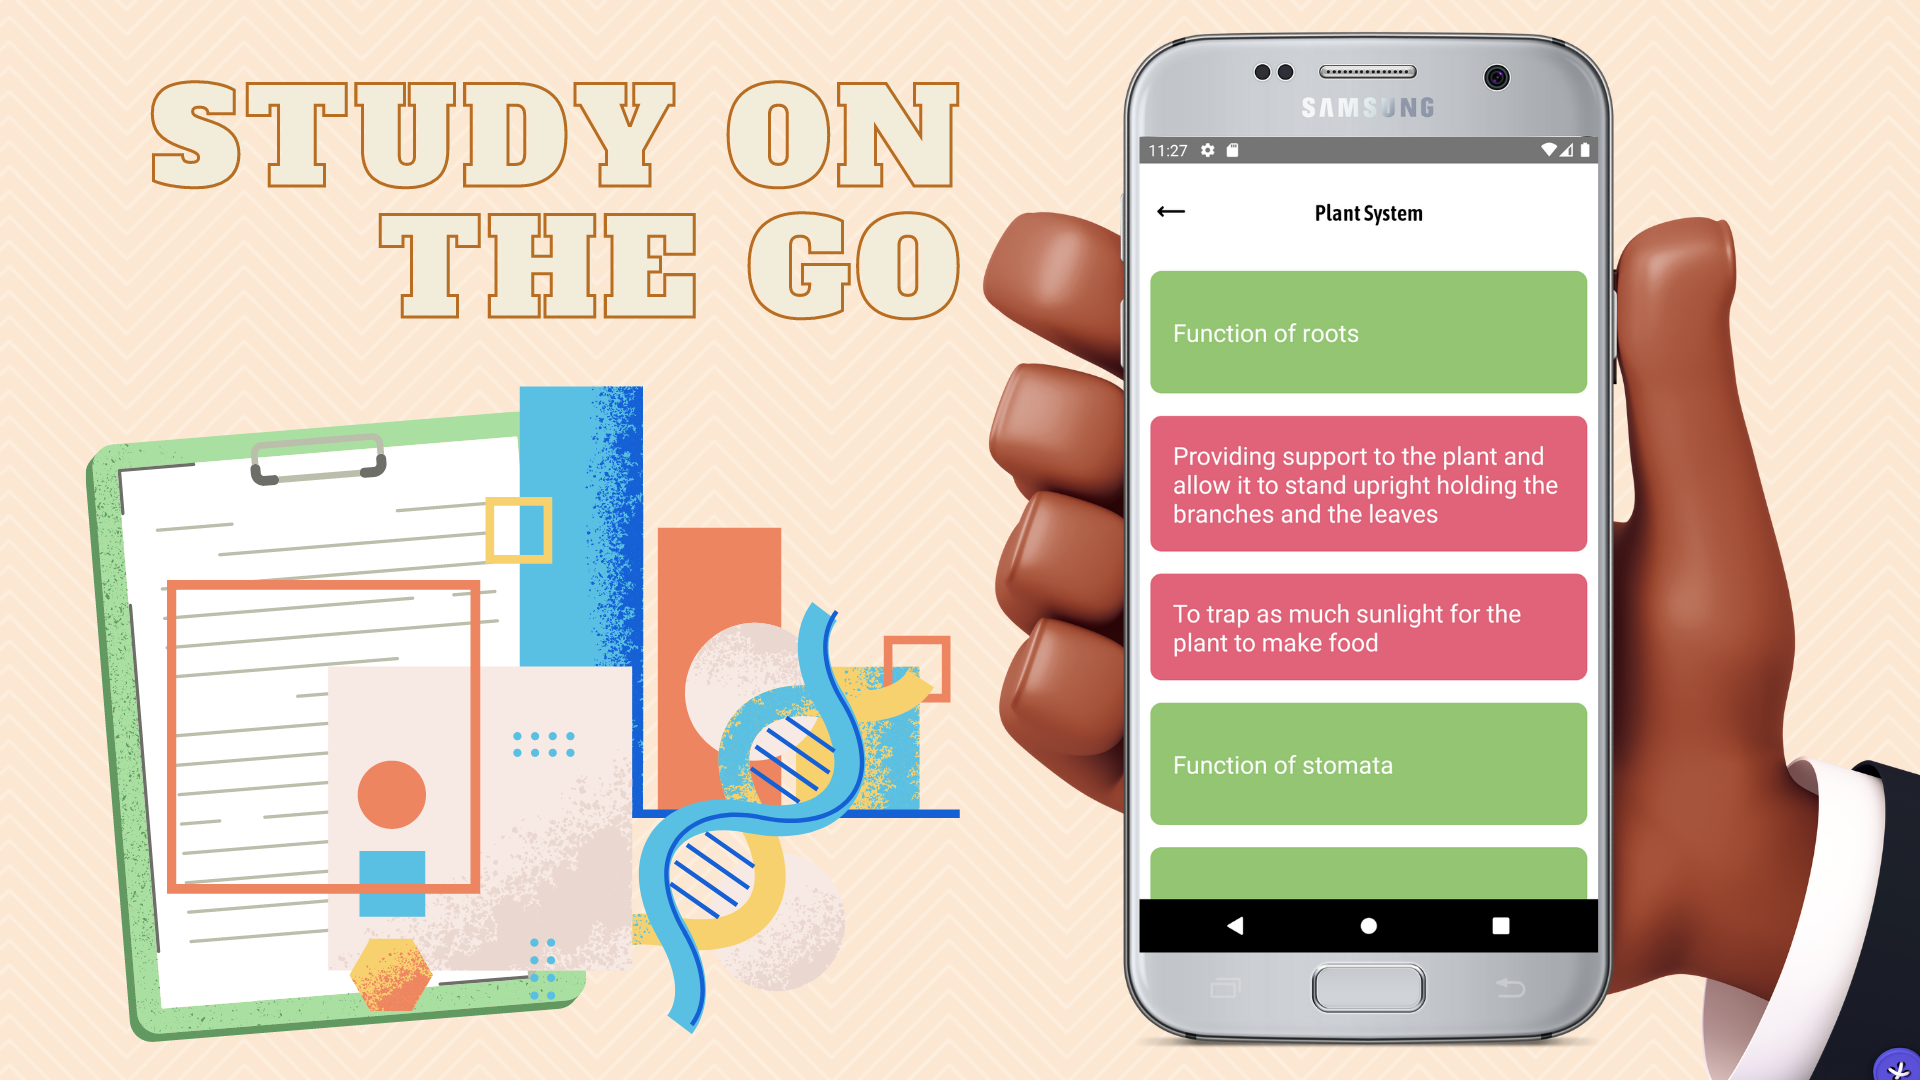 STUDY ON
THE GO
SAMSUNG
11:27
Plant System
Function of roots
Providing support to the plant and
allow it to stand upright holding the
branches and the leaves
To trap as much sunlight for the
plant to make food
Function of stomata